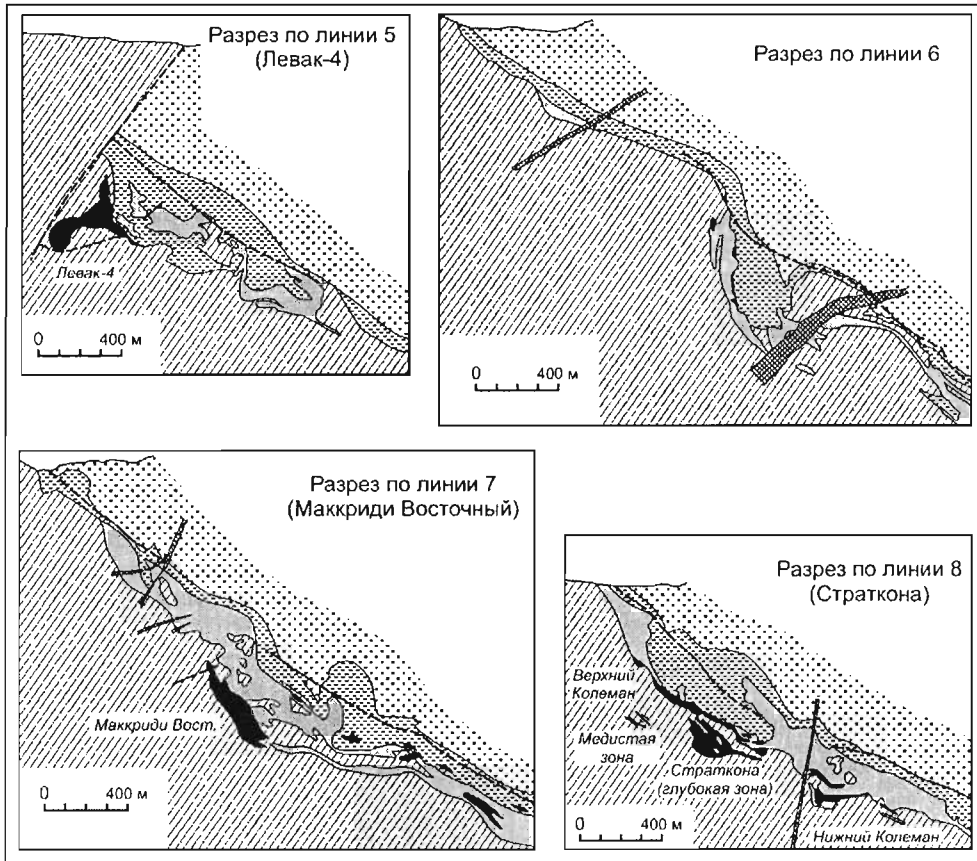 Разрез по линии 5
(Левак-4)
Левак-4
0 400 м
Разрез по линии 6
0 400 м
Разрез по линии 7
(Маккриди Восточный)
Маккриди Вост.
0 400 м
Разрез по линии 8
(Страткона)
Верхний
Колеман
Медистая
зона
Страткона
(глубокая зона)
Нижний Колеман
0 400 м